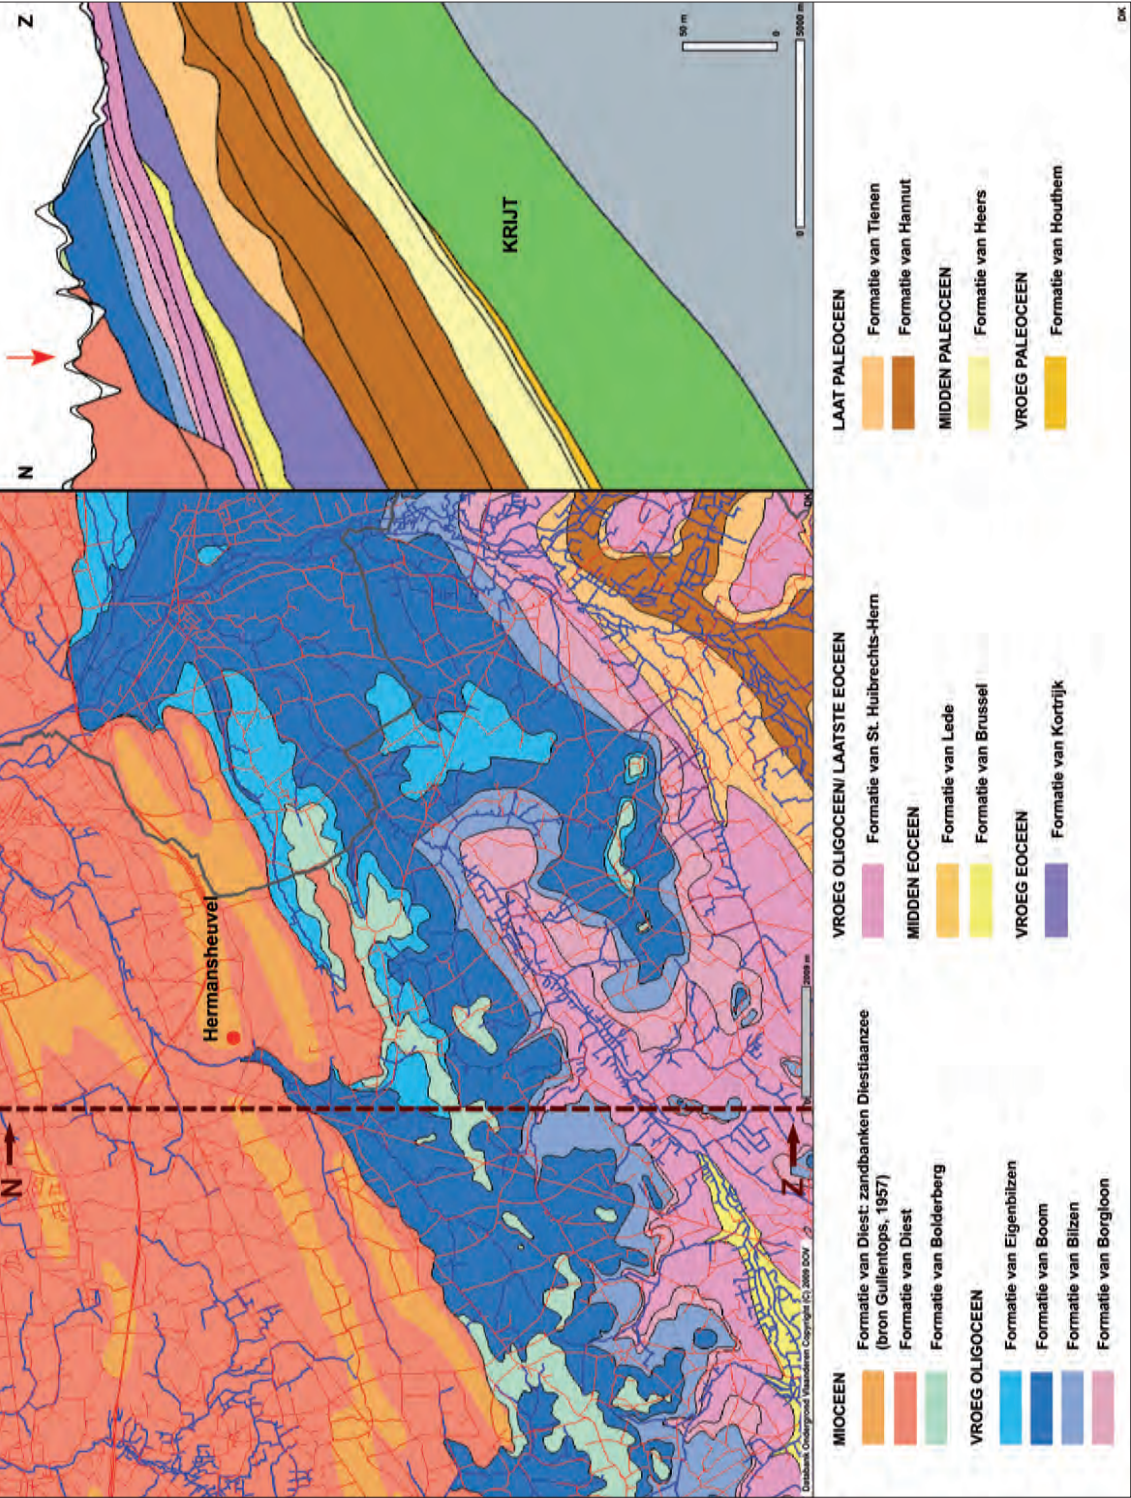 N
Z
Hermansheuvel
2009 m
DK
Databank Ondergrond Vlaanderen Copyright (C) 2009 DOV
N
Z
KRIJT
50 m
0
0
5000 m
MIOCEEN
Formatie van Diest: zandbanken Diestiaanzee
(bron Gullentops, 1957)
Formatie van Diest
Formatie van Bolderberg
VROEG OLIGOCEEN
Formatie van Eigenbilzen
Formatie van Boom
Formatie van Bilzen
Formatie van Borgloon
VROEG OLIGOCEEN/ LAATSTE EOCEEN
Formatie van St. Huibrechts-Hern
MIDDEN EOCEEN
Formatie van Lede
Formatie van Brussel
VROEG EOCEEN
Formatie van Kortrijk
LAAT PALEOCEEN
Formatie van Tienen
Formatie van Hannut
MIDDEN PALEOCEEN
Formatie van Heers
VROEG PALEOCEEN
Formatie van Houthem
DK